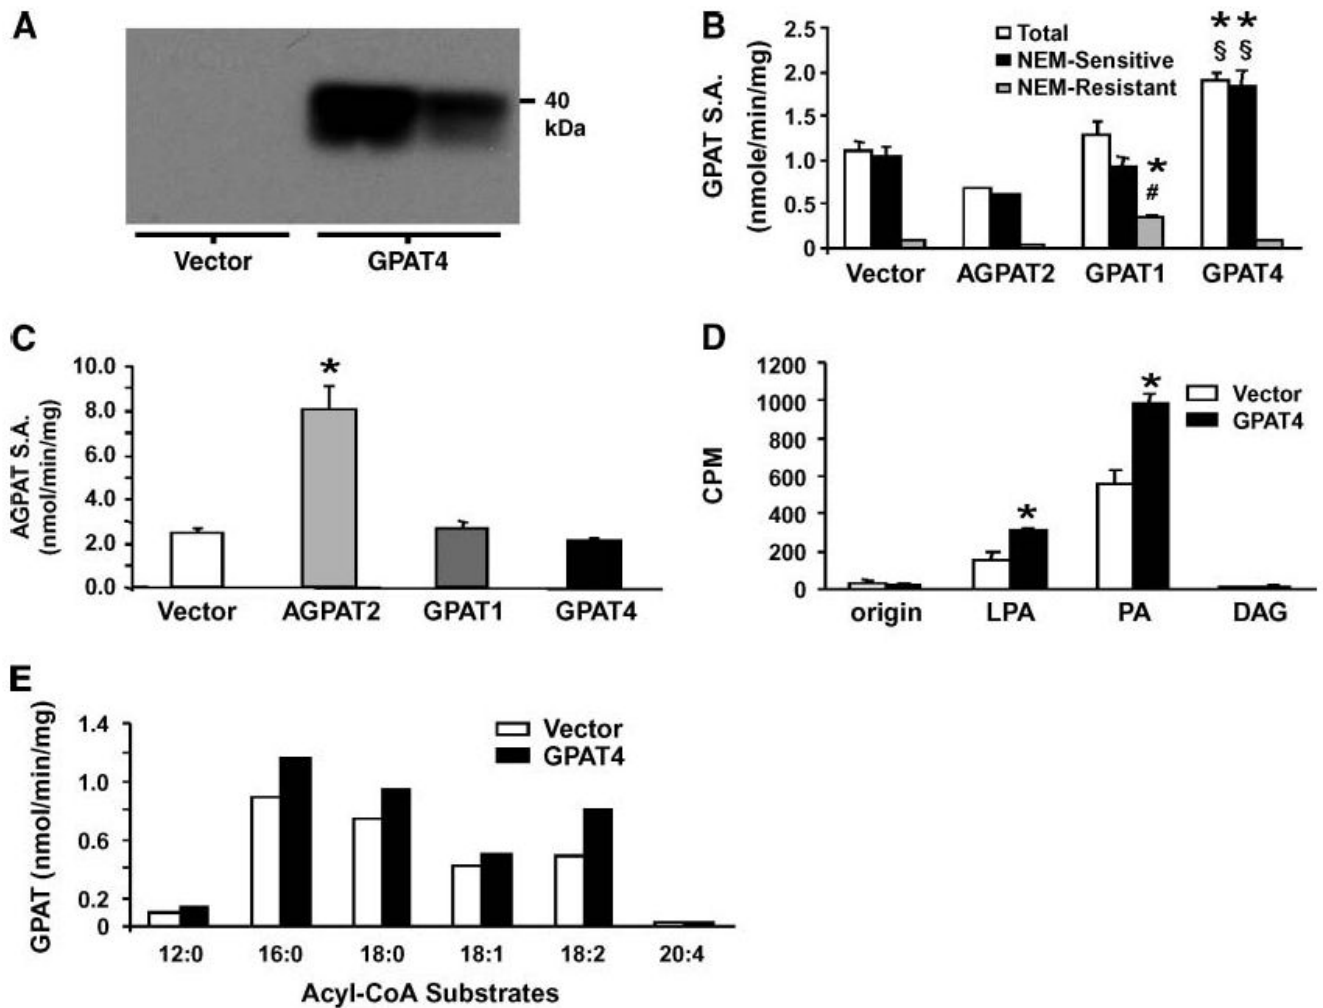 A
40
kDa
Vector
GPAT4
B
GPAT S.A.
(nmole/min/mg)
2.5
2.0
1.5
1.0
0.5
0
Total
NEM-Sensitive
NEM-Resistant
* *
§ §
*
#
Vector
AGPAT2
GPAT1
GPAT4
C
AGPAT S.A.
(nmol/min/mg)
10.0
8.0
6.0
4.0
2.0
0.0
*
Vector
AGPAT2
GPAT1
GPAT4
D
CPM
1200
1000
800
600
400
200
0
*
*
Vector
GPAT4
origin
LPA
PA
DAG
E
GPAT (nmol/min/mg)
1.4
1.0
0.6
0.2
0
Vector
GPAT4
12:0
16:0
18:0
18:1
18:2
20:4
Acyl-CoA Substrates